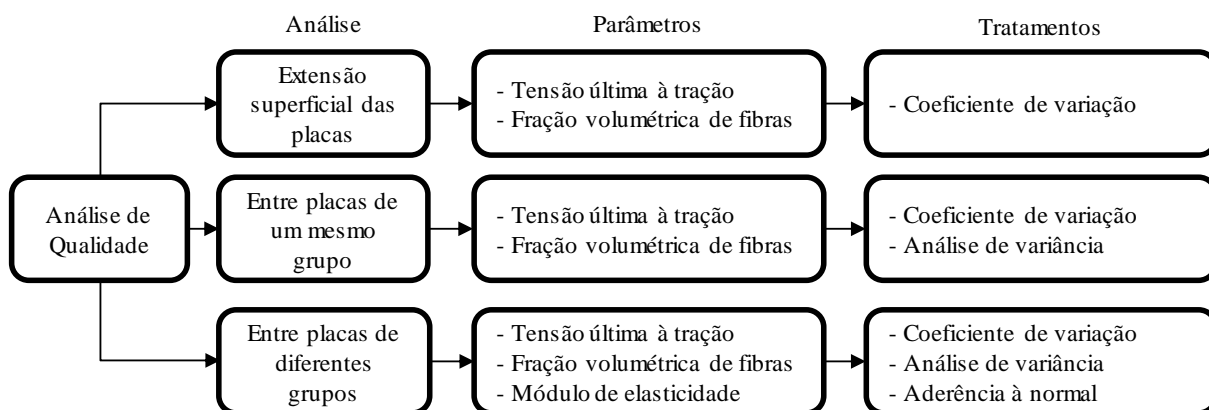 Análise
Parâmetros
Tratamentos
Extensão
superficial das
placas
- Tensão última à tração
- Fração volumétrica de fibras
- Coeficiente de variação
Análise de
Qualidade
Entre placas de
um mesmo
grupo
- Tensão última à tração
- Fração volumétrica de fibras
- Coeficiente de variação
- Análise de variância
Entre placas de
diferentes
grupos
- Tensão última à tração
- Fração volumétrica de fibras
- Módulo de elasticidade
- Coeficiente de variação
- Análise de variância
- Aderência à normal